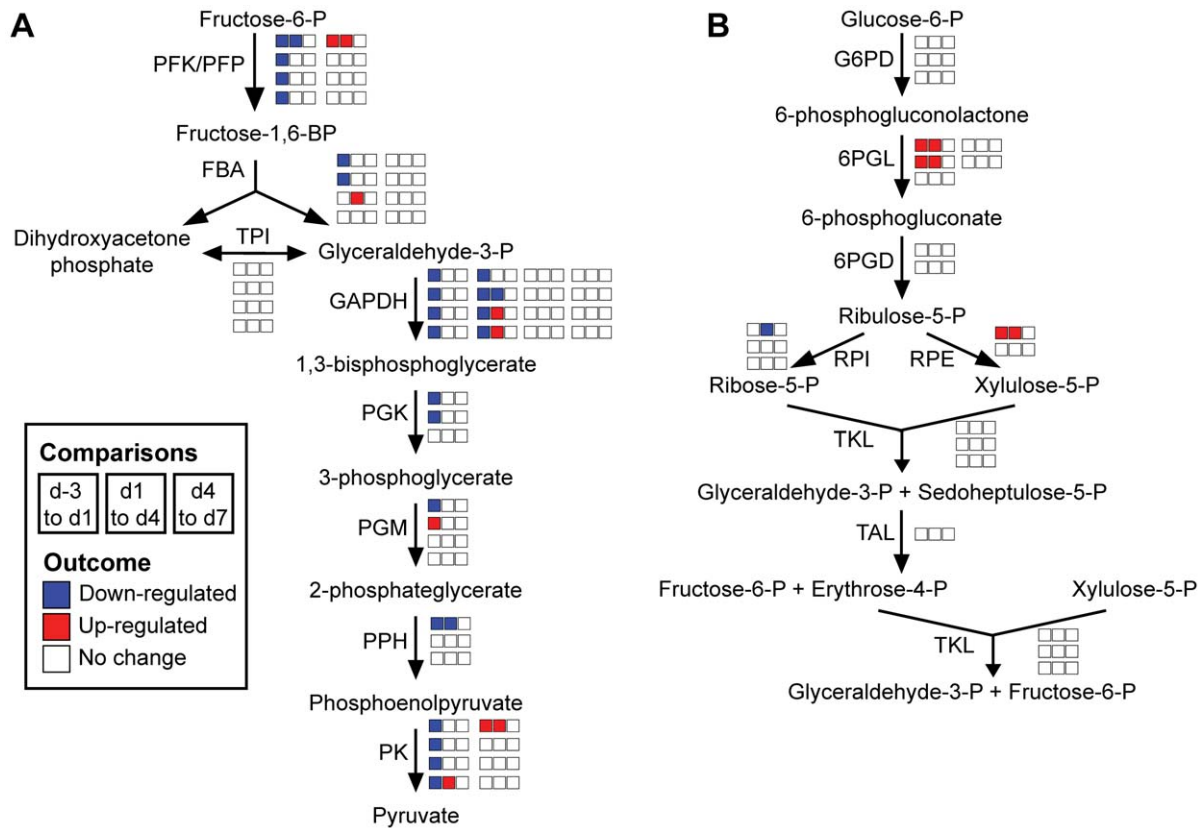 A
Fructose-6-P
PFK/PFP
Fructose-1,6-BP
FBA
Dihydroxyacetone
phosphate
TPI
Glyceraldehyde-3-P
GAPDH
1,3-bisphosphoglycerate
PGK
3-phosphoglycerate
PGM
2-phosphateglycerate
PPH
Phosphoenolpyruvate
PK
Pyruvate
Comparisons
d-3
to d1
d1
to d4
d4
to d7
Outcome
Down-regulated
Up-regulated
No change
B
Glucose-6-P
G6PD
6-phosphogluconolactone
6PGL
6-phosphogluconate
6PGD
Ribulose-5-P
RPI
RPE
Ribose-5-P
Xylulose-5-P
TKL
Glyceraldehyde-3-P + Sedoheptulose-5-P
TAL
Fructose-6-P + Erythrose-4-P
Xylulose-5-P
TKL
Glyceraldehyde-3-P + Fructose-6-P